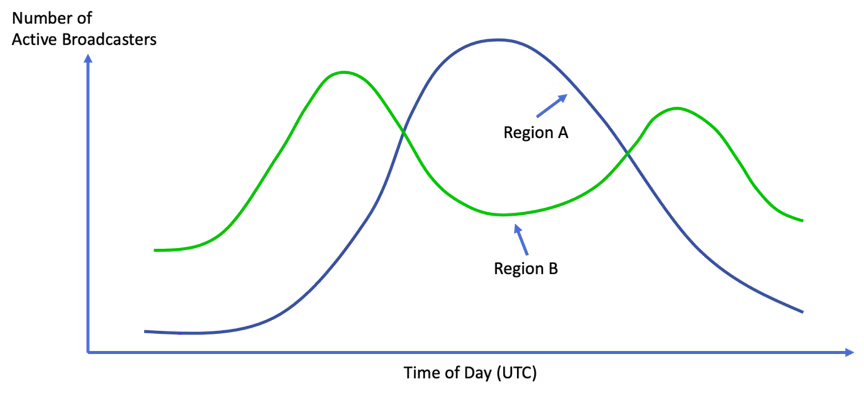 Number of
Active Broadcasters
Region A
Region B
Time of Day (UTC)